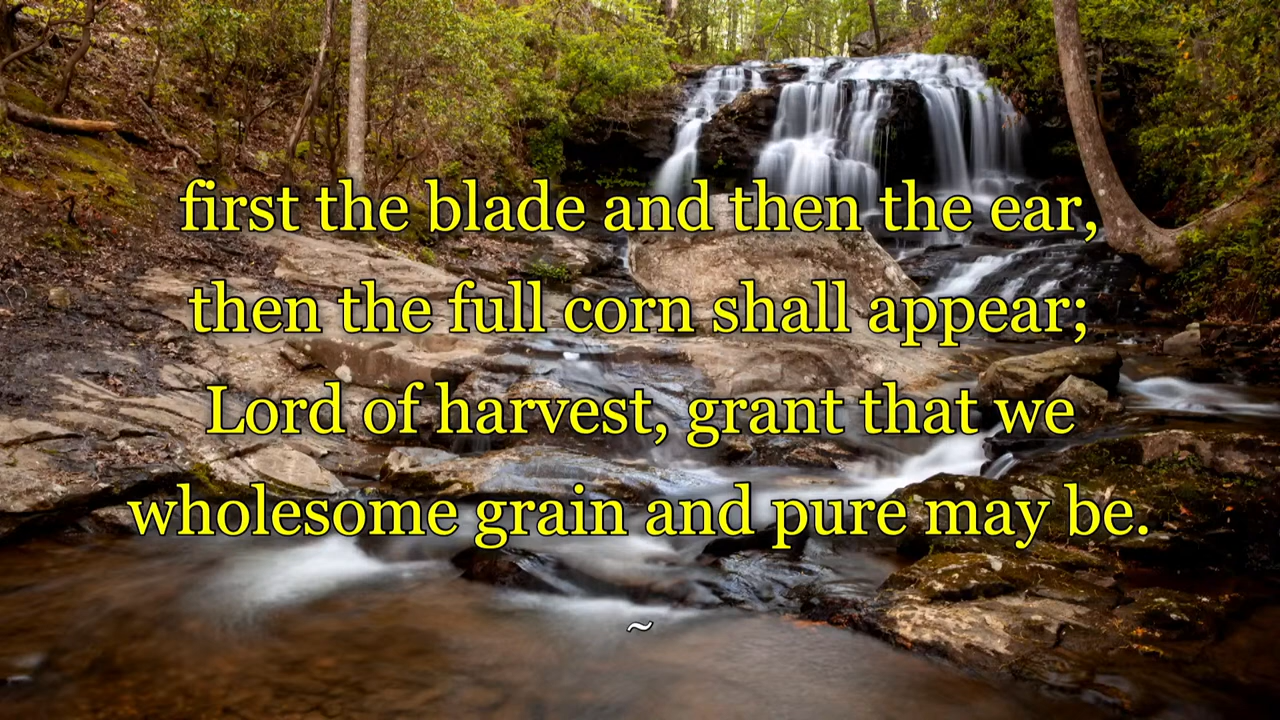 first the blade and then the ear,
then the full corn shall appear;
Lord of harvest, grant that we
wholesome grain and pure may be.
~